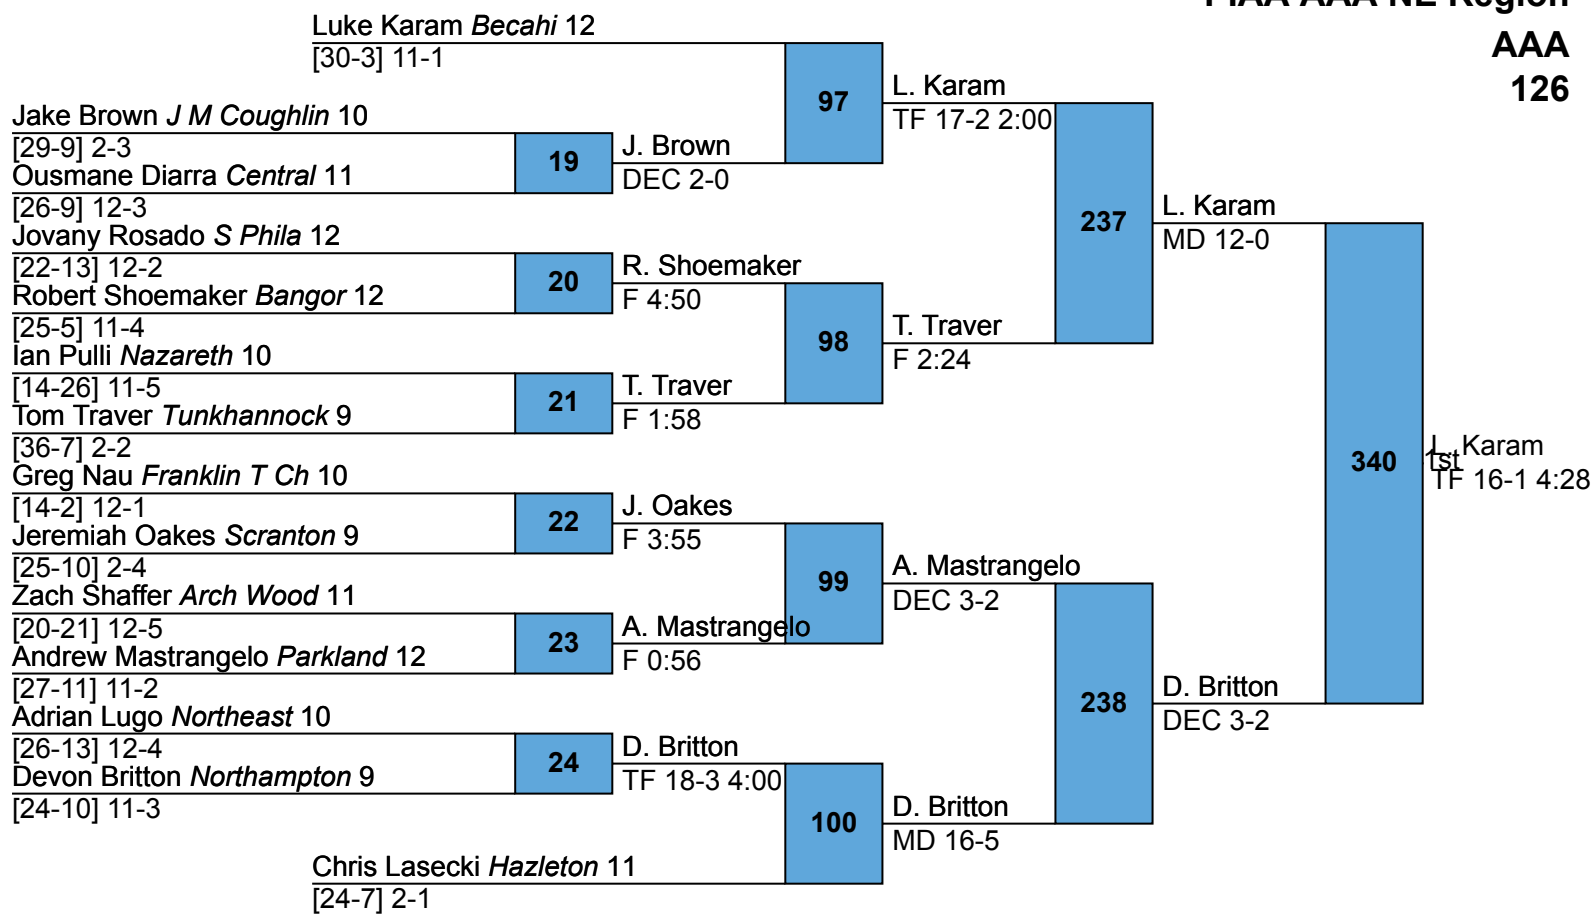 PIAA AAA NE Region
AAA
126
Luke Karam Becahi 12
[30-3] 11-1
97
L. Karam
TF 17-2 2:00
Jake Brown J M Coughlin 10
[29-9] 2-3
19
J. Brown
DEC 2-0
Ousmane Diarra Central 11
[26-9] 12-3
237
L. Karam
MD 12-0
Jovany Rosado S Phila 12
[22-13] 12-2
20
R. Shoemaker
F 4:50
Robert Shoemaker Bangor 12
[25-5] 11-4
98
T. Traver
F 2:24
Ian Pulli Nazareth 10
[14-26] 11-5
21
T. Traver
F 1:58
Tom Traver Tunkhannock 9
[36-7] 2-2
340
1st
L. Karam
TF 16-1 4:28
Greg Nau Franklin T Ch 10
[14-2] 12-1
22
J. Oakes
F 3:55
Jeremiah Oakes Scranton 9
[25-10] 2-4
99
A. Mastrangelo
DEC 3-2
Zach Shaffer Arch Wood 11
[20-21] 12-5
23
A. Mastrangelo
F 0:56
Andrew Mastrangelo Parkland 12
[27-11] 11-2
238
D. Britton
DEC 3-2
Adrian Lugo Northeast 10
[26-13] 12-4
24
D. Britton
TF 18-3 4:00
Devon Britton Northampton 9
[24-10] 11-3
100
D. Britton
MD 16-5
Chris Lasecki Hazleton 11
[24-7] 2-1